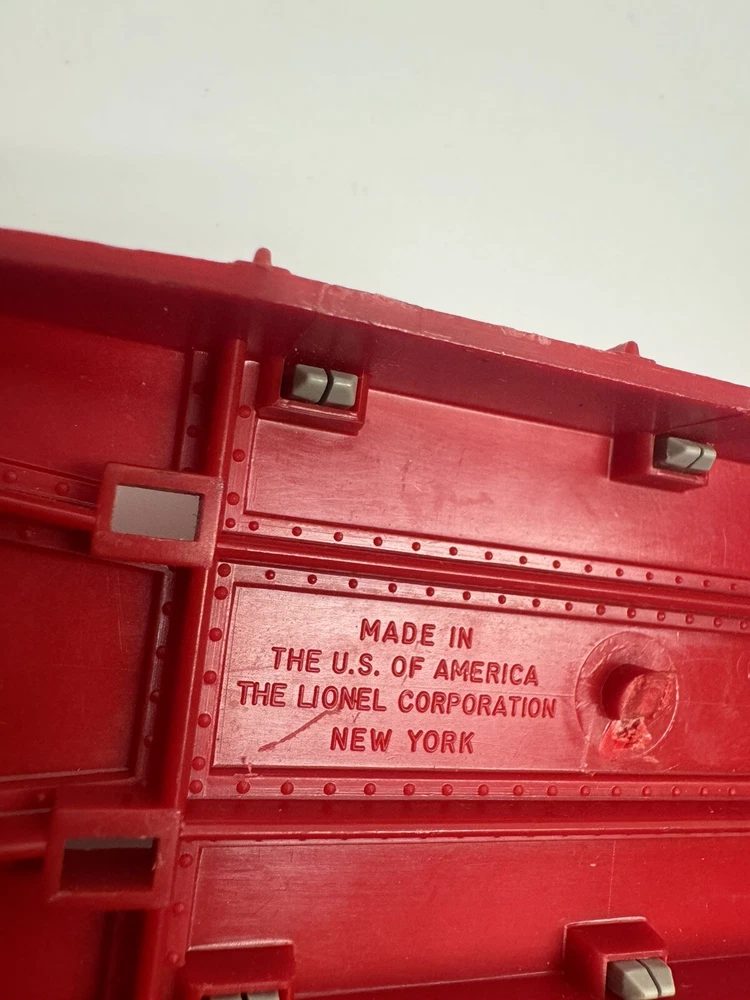 MADE IN
THE U.S. OF AMERICA
THE LIONEL CORPORATION
NEW YORK